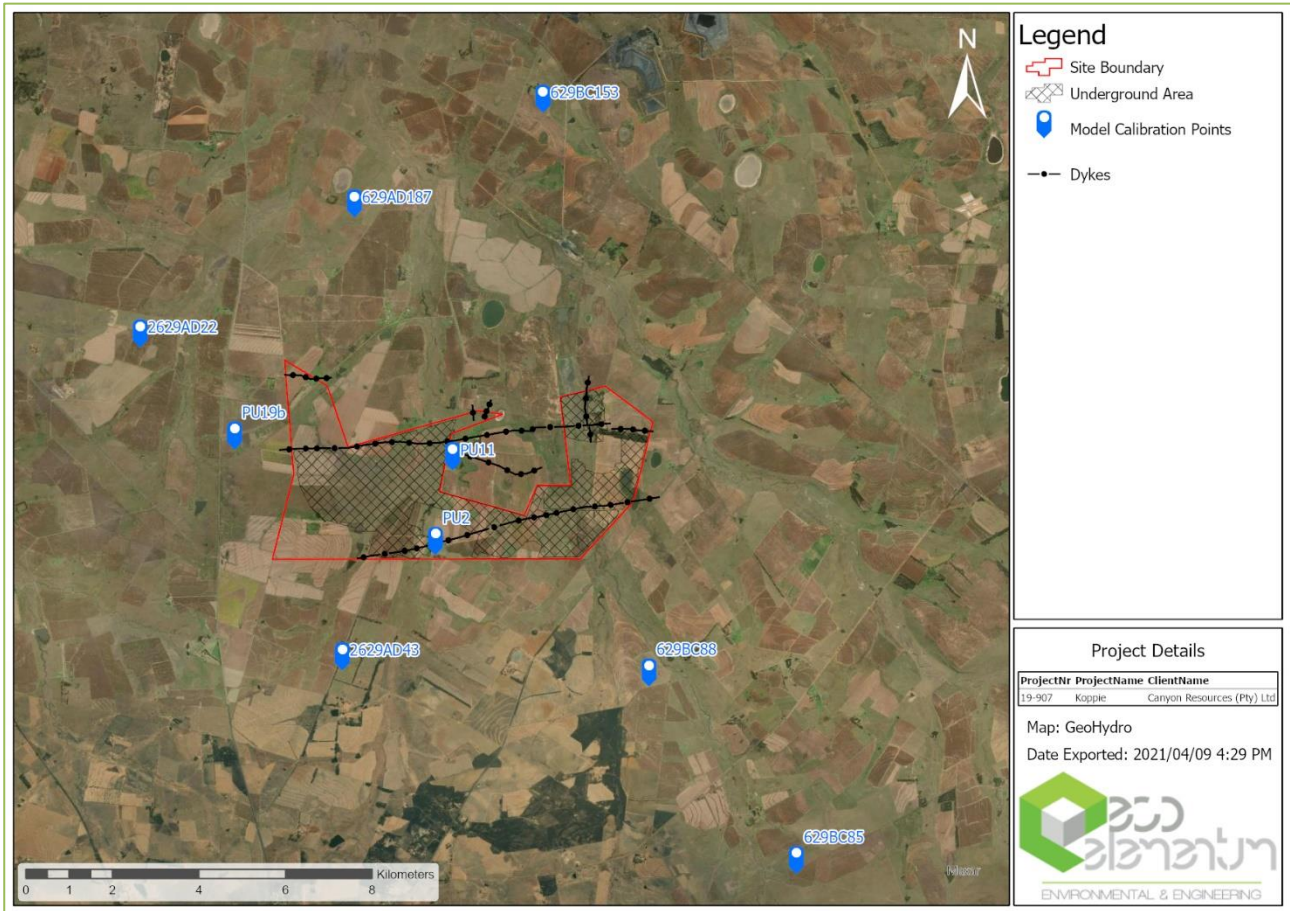 629BC153
629AD187
2629AD22
PU19b
PU11
PU2
2629AD43
629BC88
629BC85
N
Kilometers
0 1 2 4 6 8
Legend
Site Boundary
Underground Area
Model Calibration Points
Dykes
Project Details
ProjectNr ProjectName ClientName
19-907 Koppie Canyon Resources (Pty) Ltd
Map: GeoHydro
Date Exported: 2021/04/09 4:29 PM
eco
elementum
ENVIRONMENTAL & ENGINEERING